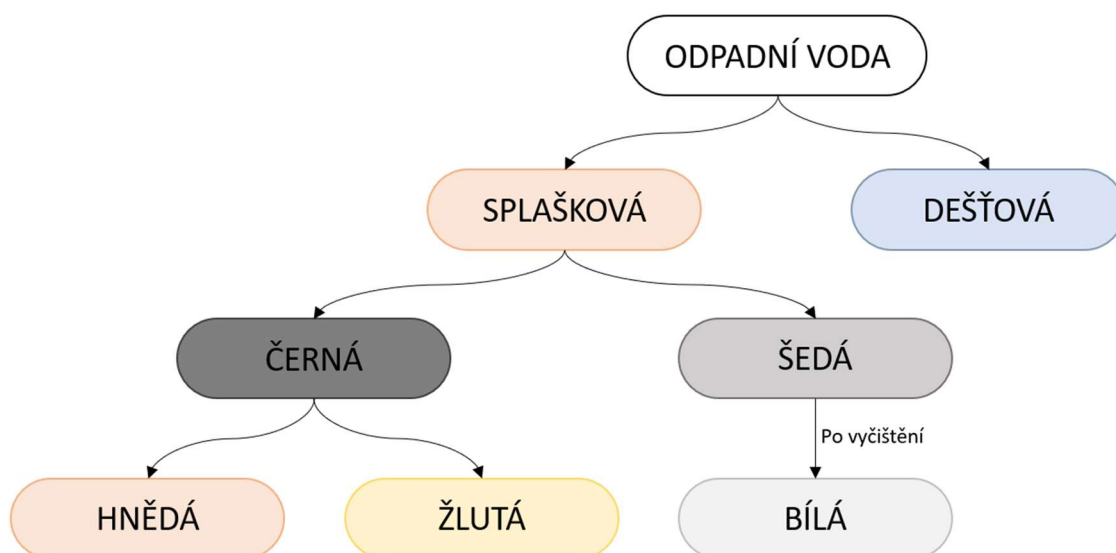 ODPADNÍ VODA
SPLAŠKOVÁ
DEŠŤOVÁ
ČERNÁ
ŠEDÁ
Po vyčištění
HNĚDÁ
ŽLUTÁ
BÍLÁ